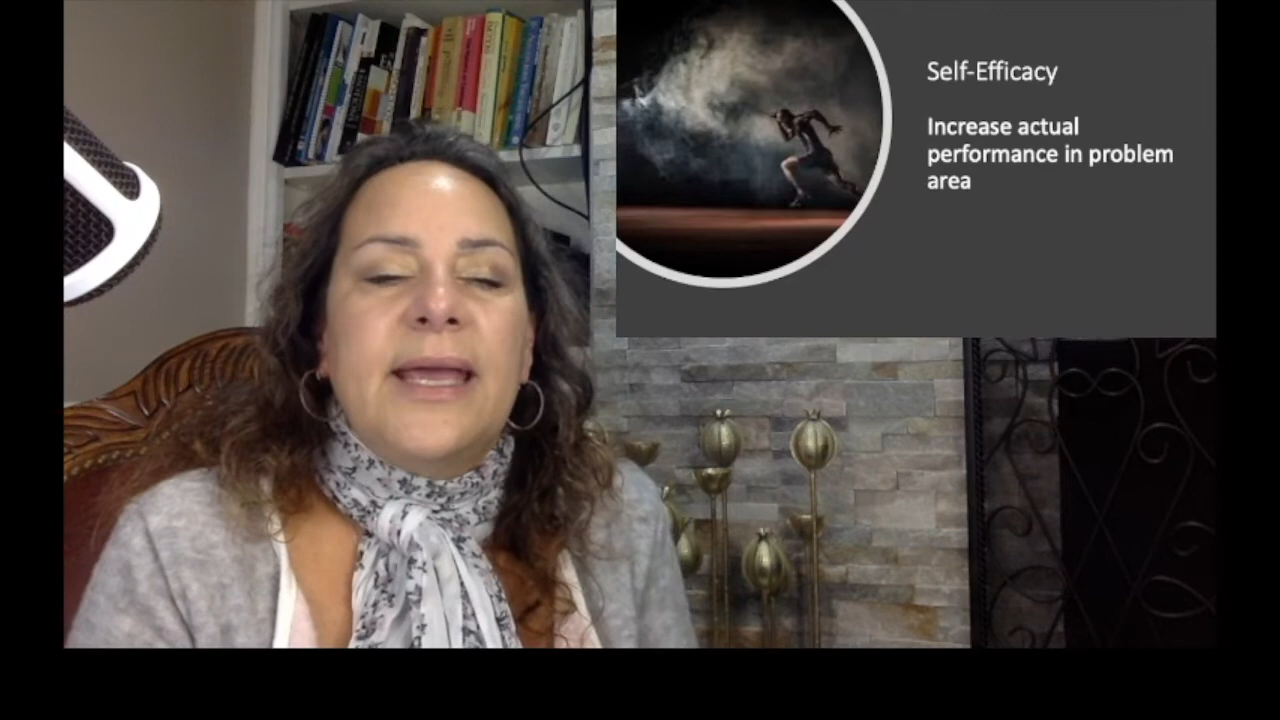 Self-Efficacy
Increase actual
performance in problem
area